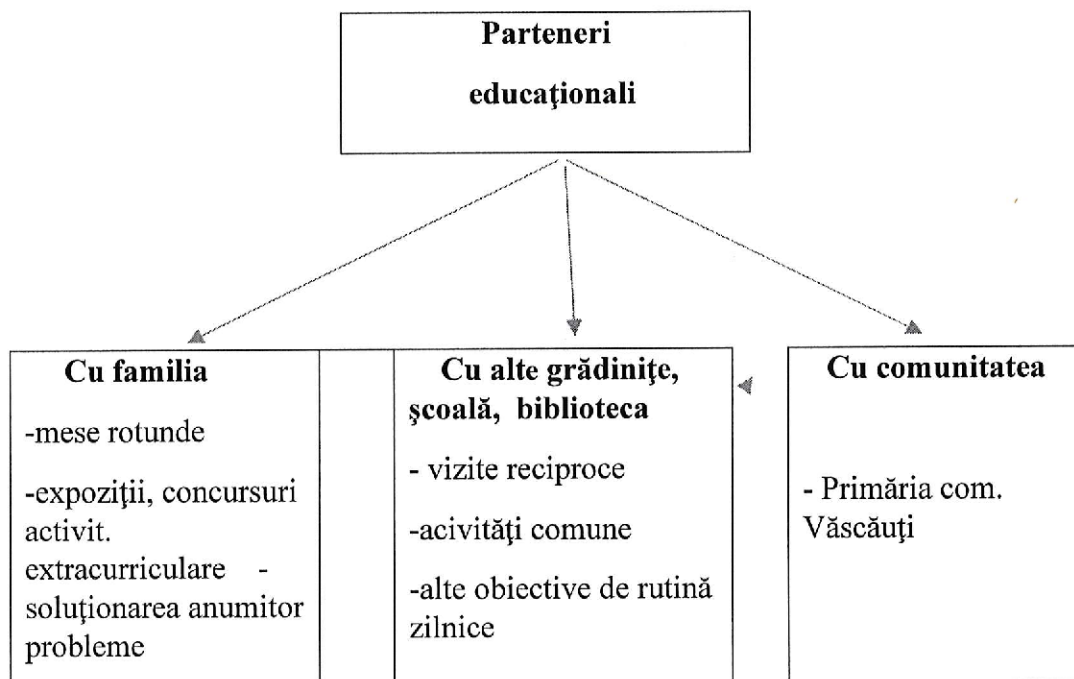 Parteneri
educaţionali
Cu familia
-mese rotunde
-expoziţii, concursuri
activit.
extracurriculare -
soluţionarea anumitor
probleme
Cu alte grădiniţe,
şcoală, biblioteca
- vizite reciproce
-acivităţi comune
-alte obiective de rutină
zilnice
Cu comunitatea
- Primăria com.
Văscăuţi